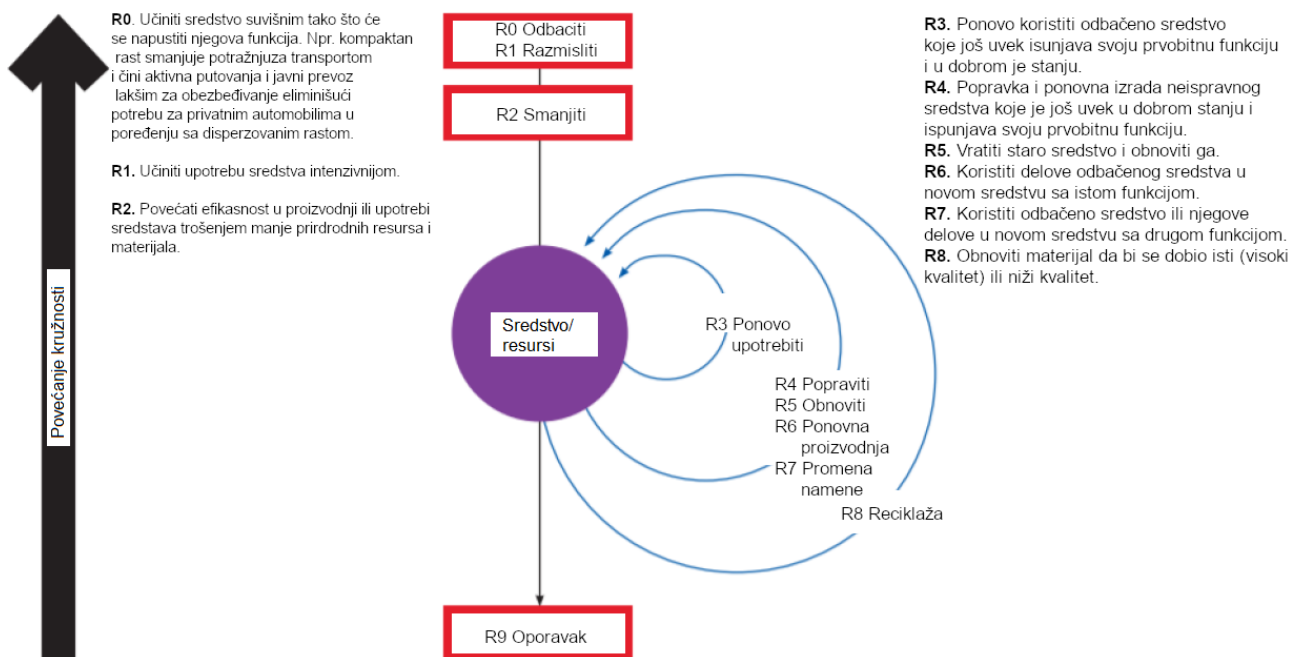 R0. Učiniti sredstvo suvišnim tako što će
se napustiti njegova funkcija. Npr. kompaktan
rast smanjuje potražnjuza transportom
i čini aktivna putovanja i javni prevoz
lakšim za obezbeđivanje eliminišući
potrebu za privatnim automobilima u
poređenju sa disperzovanim rastom.
R1. Učiniti upotrebu sredstva intenzivnijom.
R2. Povećati efikasnost u proizvodnji ili upotrebi
sredstava trošenjem manje prirdrodnih resursa i
materijala.
Povećanje kružnosti
R0 Odbaciti
R1 Razmisliti
R2 Smanjiti
Sredstvo/
resursi
R3 Ponovo
upotrebiti
R4 Popraviti
R5 Obnoviti
R6 Ponovna
proizvodnja
R7 Promena
namene
R8 Reciklaža
R9 Oporavak
R3. Ponovo koristiti odbačeno sredstvo
koje još uvek isunjava svoju prvobitnu funkciju
i u dobrom je stanju.
R4. Popravka i ponovna izrada neispravnog
sredstva koje je još uvek u dobrom stanju i
ispunjava svoju prvobitnu funkciju.
R5. Vratiti staro sredstvo i obnoviti ga.
R6. Koristiti delove odbačenog sredstva u
novom sredstvu sa istom funkcijom.
R7. Koristiti odbačeno sredstvo ili njegove
delove u novom sredstvu sa drugom funkcijom.
R8. Obnoviti materijal da bi se dobio isti (visoki
kvalitet) ili niži kvalitet.